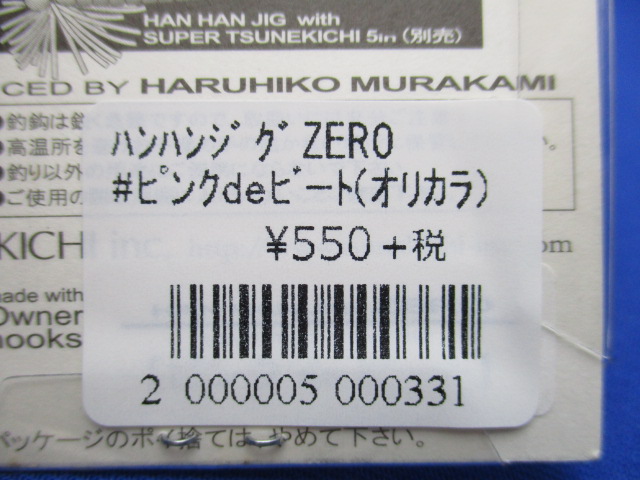 HAN HAN JIG with
SUPER TSUNEKICHI 5in (別売)
CED BY HARUHIKO MURAKAMI
●釣鈎は
●高温所を
●釣り以外
●ご使用の
い。
ﾊﾝﾊﾝｼﾞｸﾞZERO
#ﾋﾟﾝｸdeﾋﾞｰﾄ(オリカラ)
¥550+税
KICHI inc
http
com
made with
Owner
hooks
2 000005 000331
パッケージのポイ捨ては、やめて下さい。